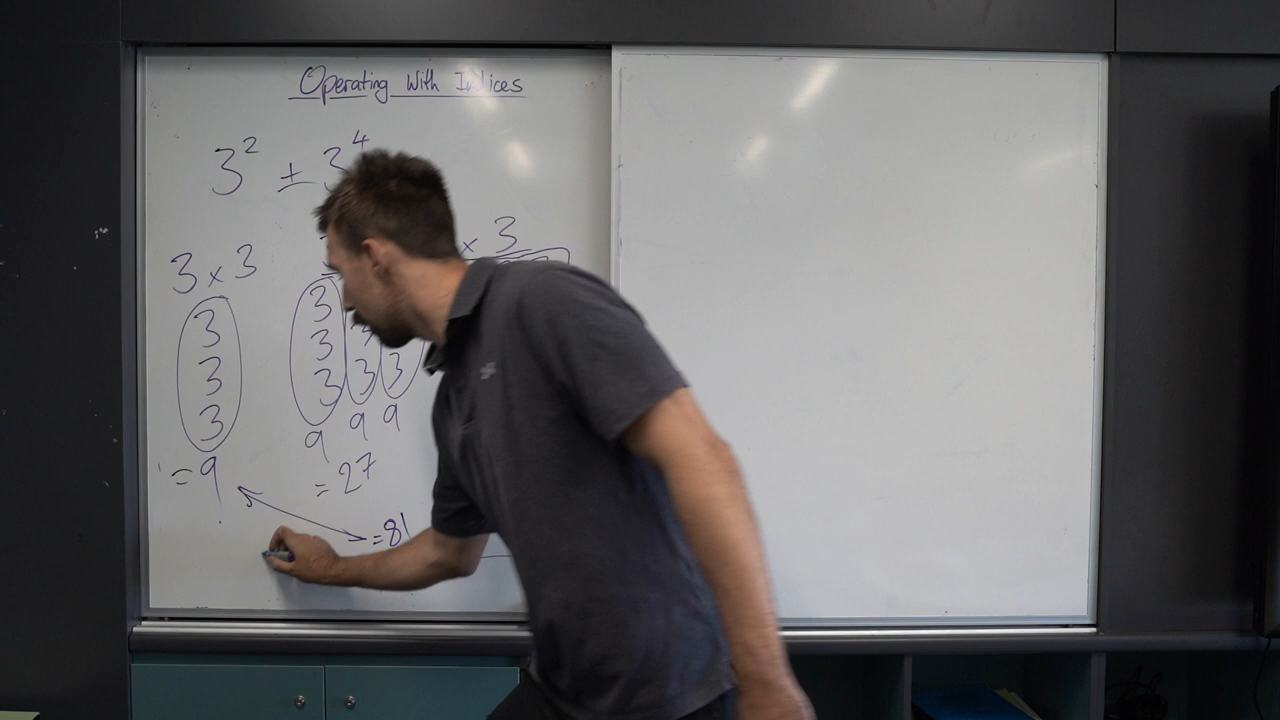 Operating With Indices
3² ± 3⁴
3 × 3
× 3
3 3
3 3 3
3 3 3 3
9 9 9
= 9 = 27
= 81